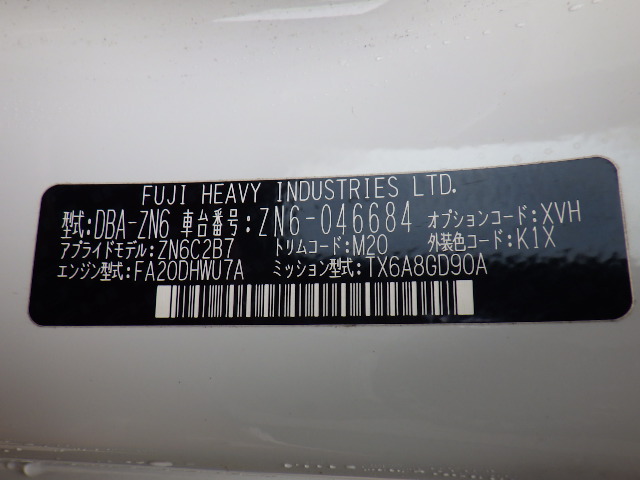 FUJI HEAVY INDUSTRIES LTD.
型式:DBA-ZN6 車台番号:ZN6-046684 オプションコード:XVH
アプライドモデル:ZN6C2B7 トリムコード:M20 外装色コード:K1X
エンジン型式:FA20DHWU7A ミッション型式:TX6A8GD90A